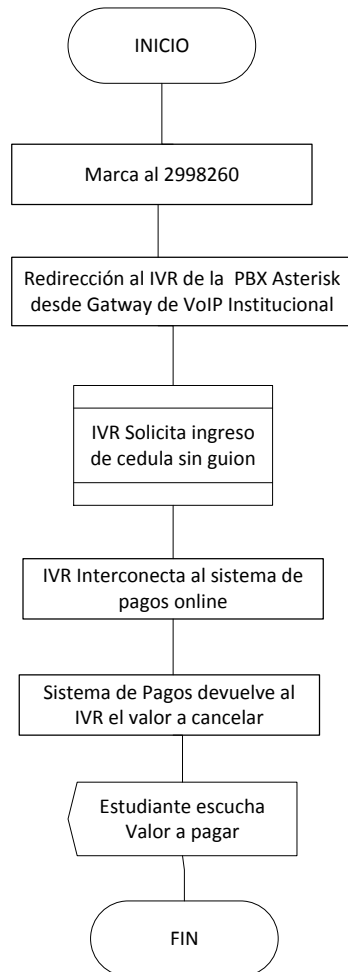 INICIO
Marca al 2998260
Redirección al IVR de la  PBX Asterisk
desde Gatway de VoIP Institucional
IVR Solicita ingreso
de cedula sin guion
IVR Interconecta al sistema de
pagos online
Sistema de Pagos devuelve al
IVR el valor a cancelar
Estudiante escucha
Valor a pagar
FIN